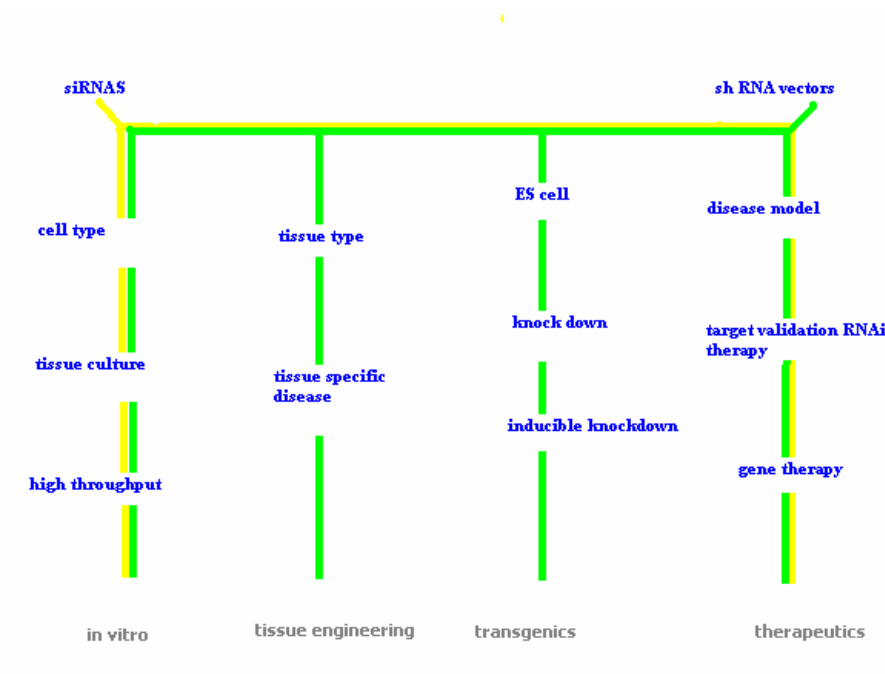 siRNAS
sh RNA vectors
cell type
tissue culture
high throughput
in vitro
tissue type
tissue specific
disease
tissue engineering
ES cell
knock down
inducible knockdown
transgenics
disease model
target validation RNAi
therapy
gene therapy
therapeutics